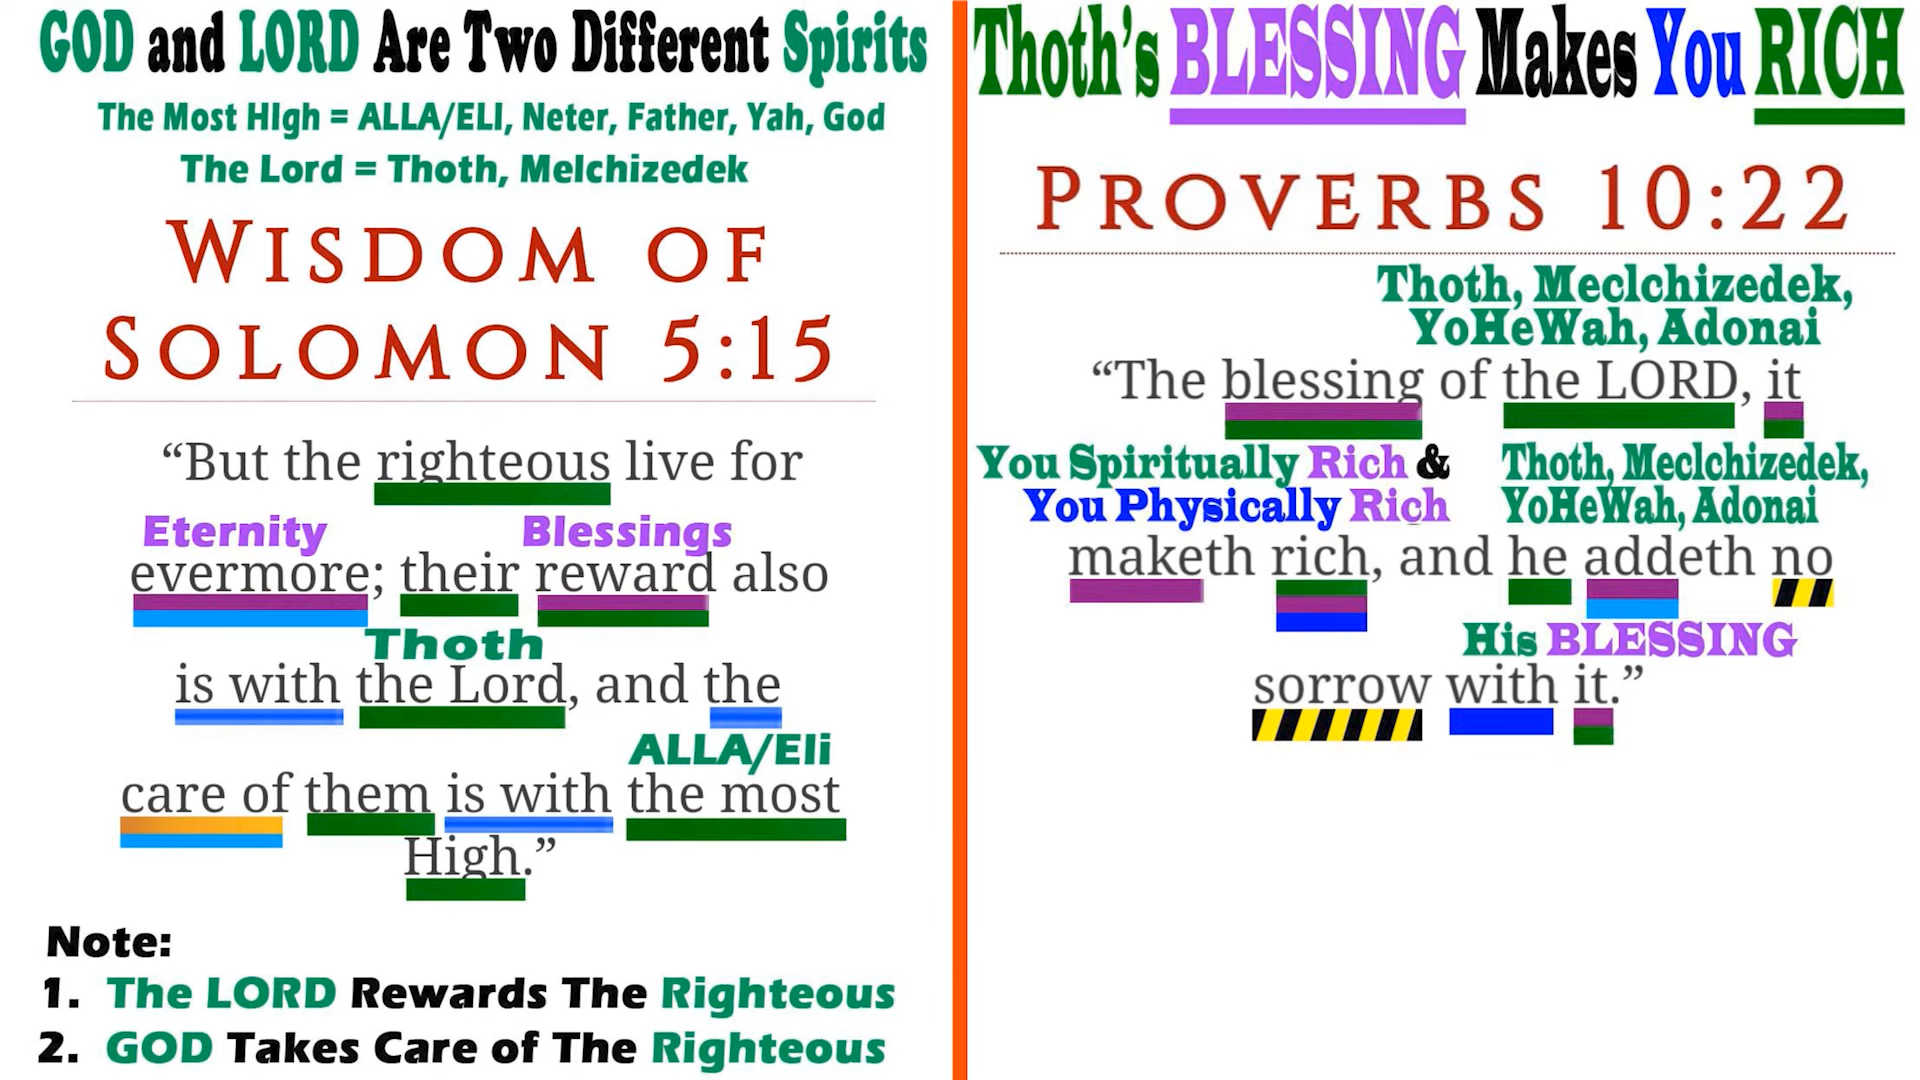 GOD and LORD Are Two Different Spirits
The Most HIgh = ALLA/ELI, Neter, Father, Yah, God
The Lord = Thoth, Melchizedek
WISDOM OF
SOLOMON 5:15
“But the righteous live for
Eternity Blessings
evermore; their reward also
Thoth
is with the Lord, and the
ALLA/Eli
care of them is with the most
High.”
Note:
1. The LORD Rewards The Righteous
2. GOD Takes Care of The Righteous
Thoth’s BLESSING Makes You RICH
PROVERBS 10:22
Thoth, Meclchizedek,
YoHeWah, Adonai
“The blessing of the LORD, it
You Spiritually Rich & Thoth, Meclchizedek,
You Physically Rich YoHeWah, Adonai
maketh rich, and he addeth no
His BLESSING
sorrow with it.”